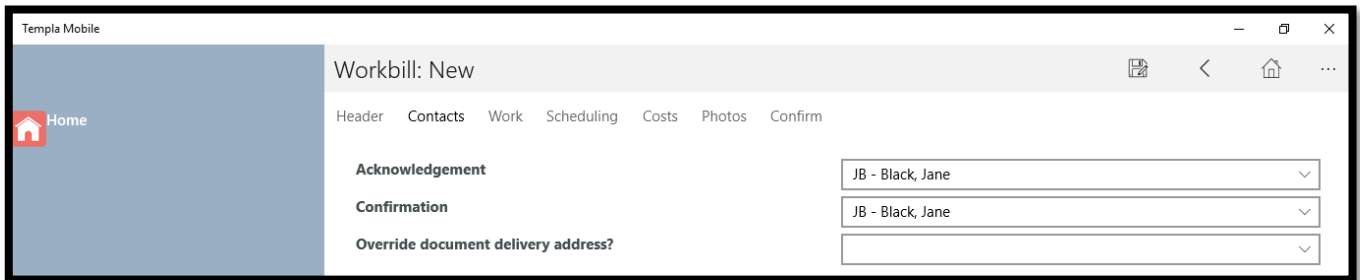 Templa Mobile
Workbill: New
Home
Header Contacts Work Scheduling Costs Photos Confirm
Acknowledgement JB - Black, Jane
Confirmation JB - Black, Jane
Override document delivery address?